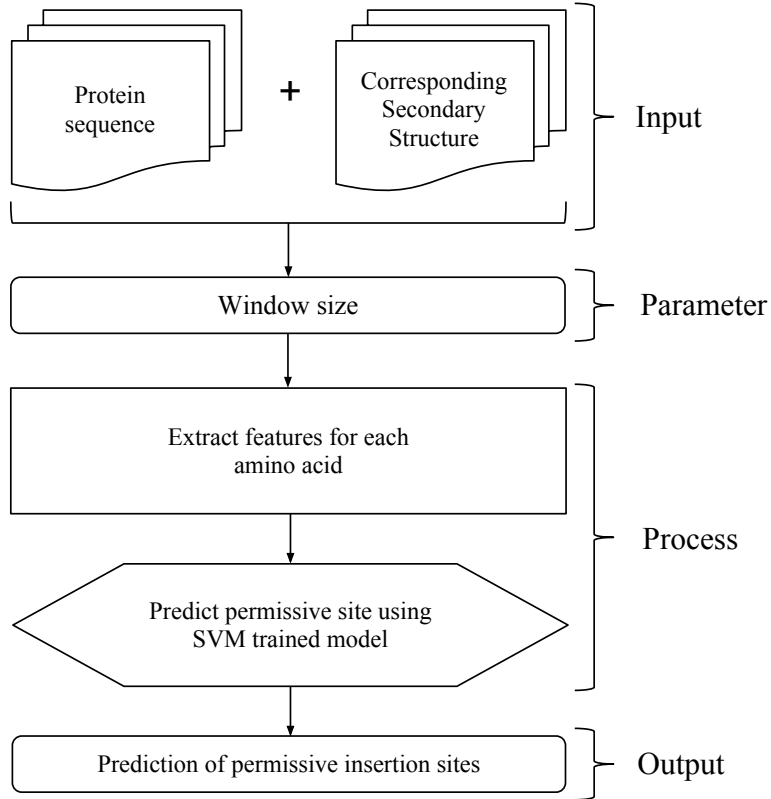 Protein
sequence
+
Corresponding
Secondary
Structure
Input
Window size
Parameter
Extract features for each
amino acid
Process
Predict permissive site using
SVM trained model
Prediction of permissive insertion sites
Output